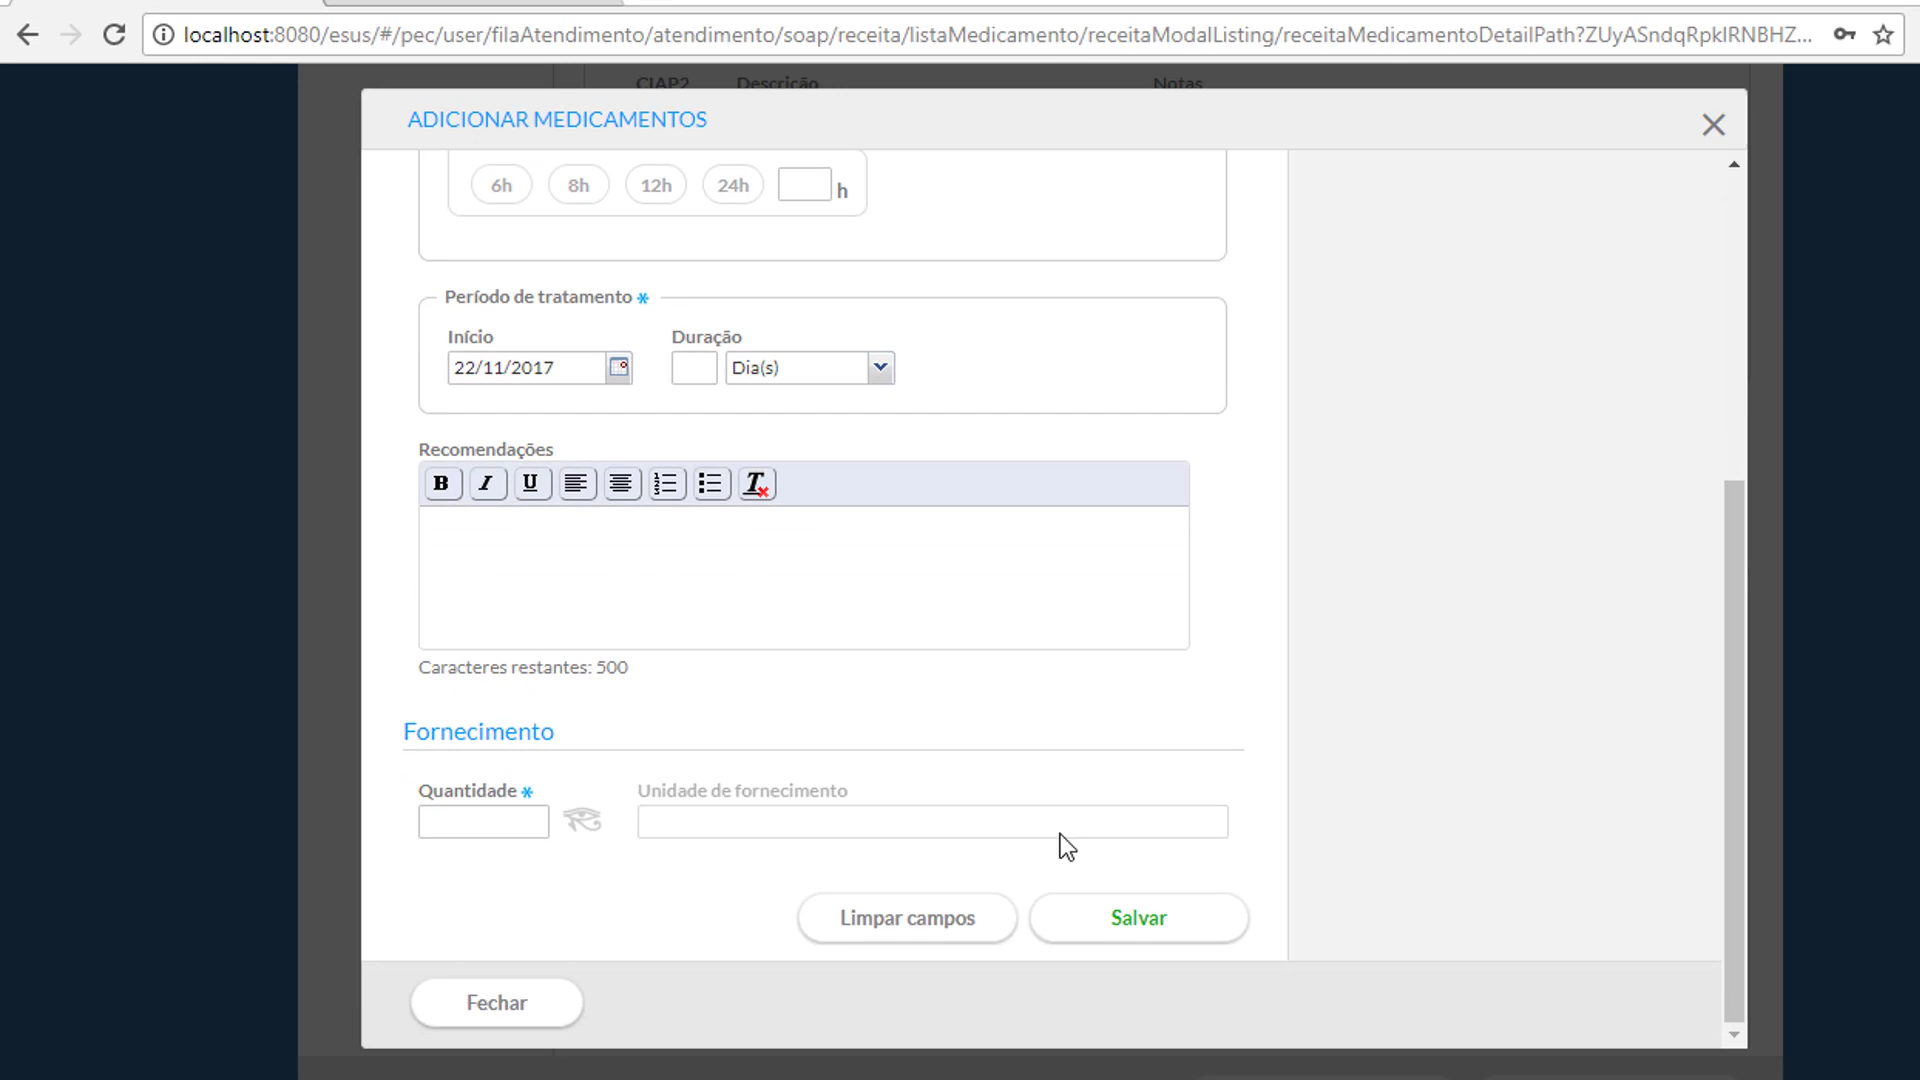 localhost:8080/esus/#/pec/user/filaAtendimento/atendimento/soap/receita/listaMedicamento/receitaModalListing/receitaMedicamentoDetailPath?ZUyASndqRpkIRNBHZ...
CIAP2 Descrição Notas
ADICIONAR MEDICAMENTOS
6h 8h 12h 24h h
Período de tratamento *
Início Duração
22/11/2017 Dia(s)
Recomendações
B I U T
Caracteres restantes: 500
Fornecimento
Quantidade * Unidade de fornecimento
Limpar campos Salvar
Fechar